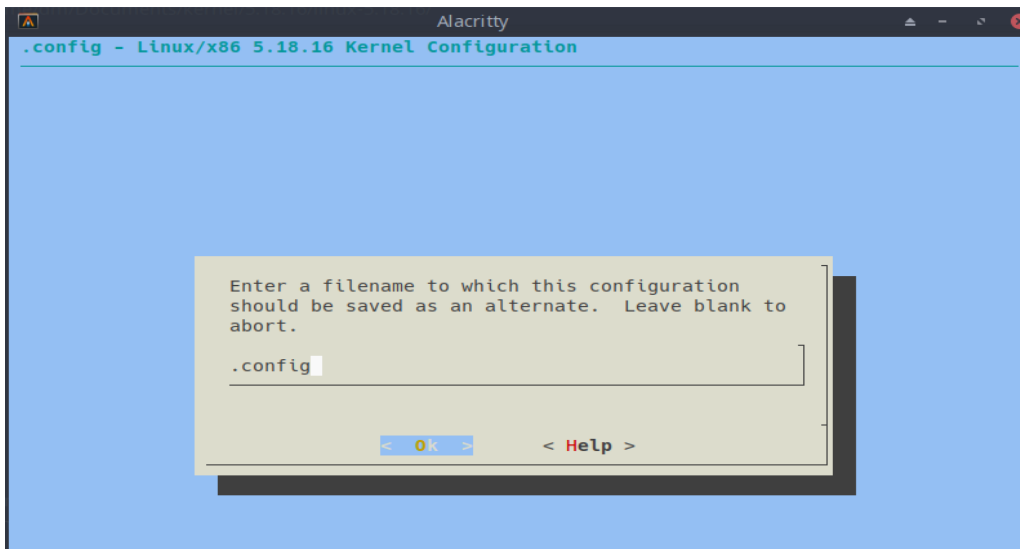 Alacritty
.config - Linux/x86 5.18.16 Kernel Configuration
Enter a filename to which this configuration
should be saved as an alternate.  Leave blank to
abort.
.config
<  Ok  >      < Help >